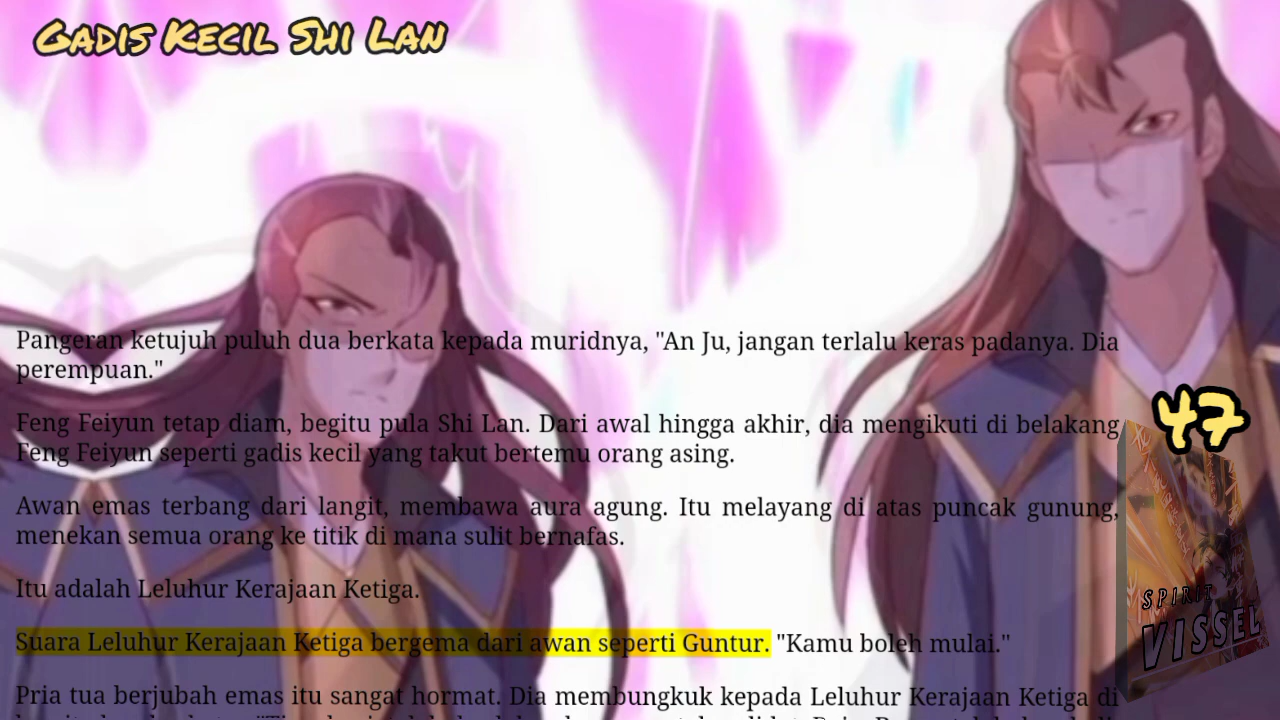 Gadis Kecil Shi Lan
Pangeran ketujuh puluh dua berkata kepada muridnya, "An Ju, jangan terlalu keras padanya. Dia
perempuan."
Feng Feiyun tetap diam, begitu pula Shi Lan. Dari awal hingga akhir, dia mengikuti di belakang
Feng Feiyun seperti gadis kecil yang takut bertemu orang asing.
47
Awan emas terbang dari langit, membawa aura agung. Itu melayang di atas puncak gunung,
menekan semua orang ke titik di mana sulit bernafas.
Itu adalah Leluhur Kerajaan Ketiga.
SPIRIT
VISSEL
Suara Leluhur Kerajaan Ketiga bergema dari awan seperti Guntur. "Kamu boleh mulai."
Pria tua berjubah emas itu sangat hormat. Dia membungkuk kepada Leluhur Kerajaan Ketiga di